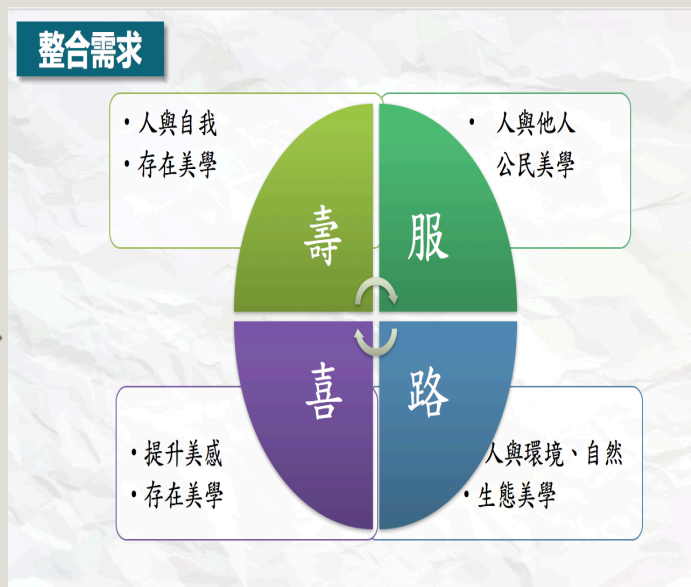 整合需求
• 人與自我
• 存在美學
• 人與他人
公民美學
壽
服
喜
路
• 提升美感
• 存在美學
人與環境、自然
• 生態美學